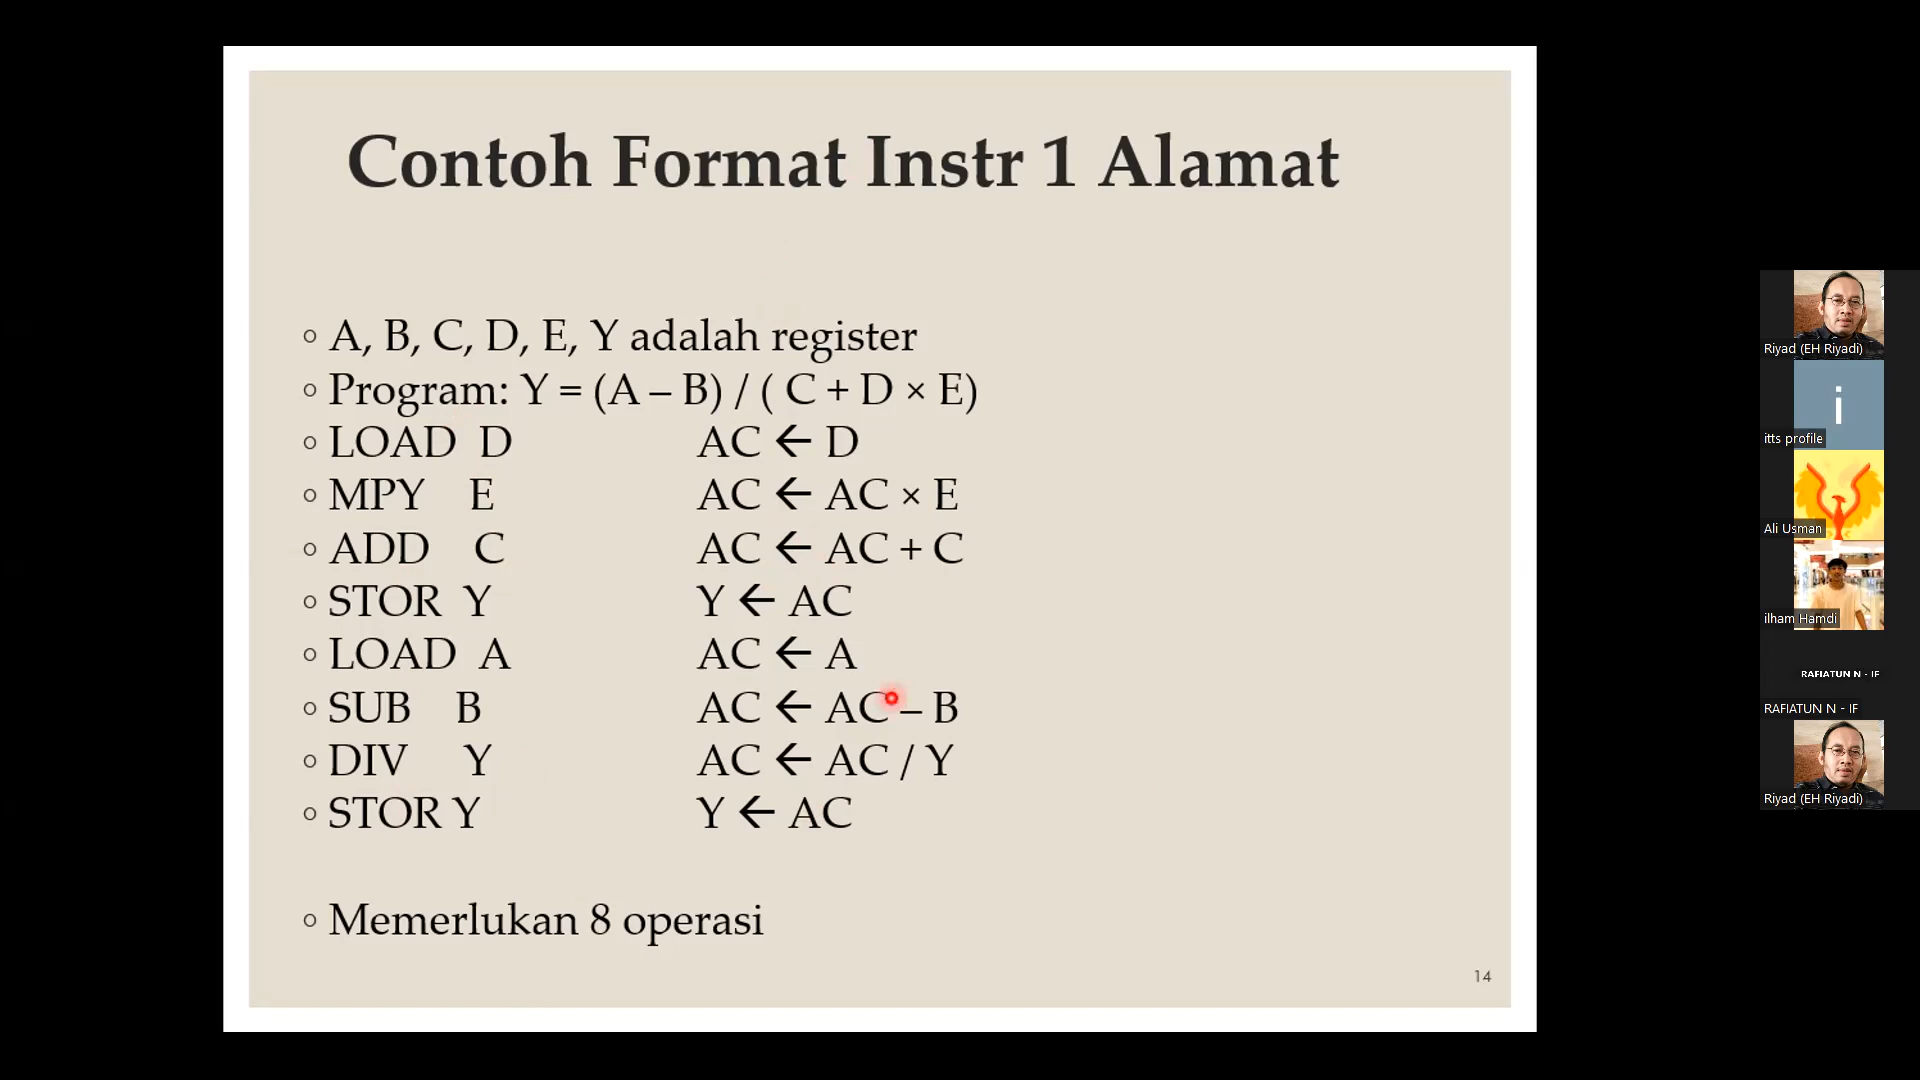 Contoh Format Instr 1 Alamat
◦ A, B, C, D, E, Y adalah register
◦ Program: Y = (A – B) / ( C + D × E)
◦ LOAD D AC ← D
◦ MPY E AC ← AC × E
◦ ADD C AC ← AC + C
◦ STOR Y Y ← AC
◦ LOAD A AC ← A
◦ SUB B AC ← AC – B
◦ DIV Y AC ← AC / Y
◦ STOR Y Y ← AC
◦ Memerlukan 8 operasi
14
Riyad (EH Riyadi)
i
itts profile
Ali Usman
ilham Hamdi
RAFIATUN N - IF
RAFIATUN N - IF
Riyad (EH Riyadi)